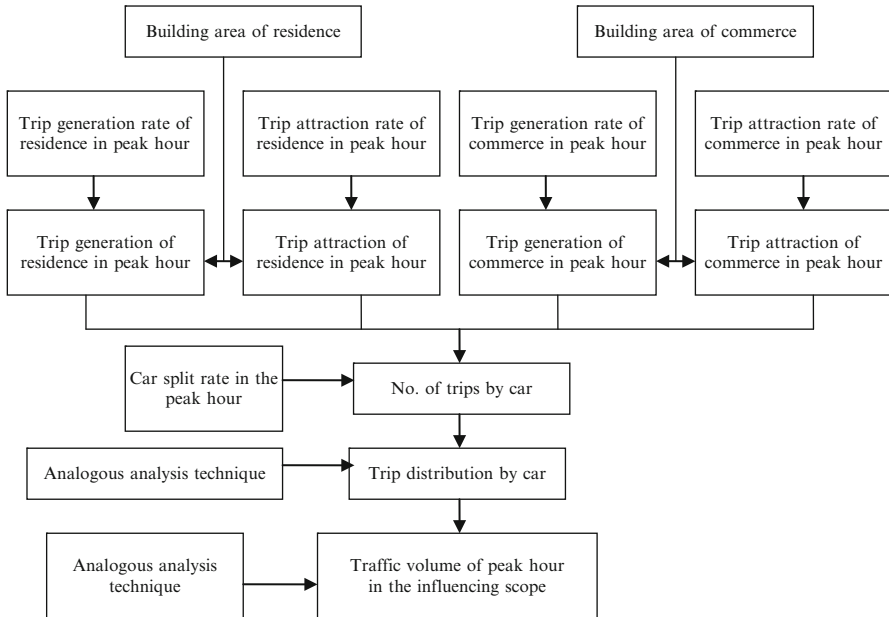 Building area of residence
Building area of commerce
Trip generation rate of
residence in peak hour
Trip attraction rate of
residence in peak hour
Trip generation rate of
commerce in peak hour
Trip attraction rate of
commerce in peak hour
Trip generation of
residence in peak hour
Trip attraction of
residence in peak hour
Trip generation of
commerce in peak hour
Trip attraction of
commerce in peak hour
Car split rate in the
peak hour
No. of trips by car
Analogous analysis technique
Trip distribution by car
Analogous analysis
technique
Traffic volume of peak hour
in the influencing scope